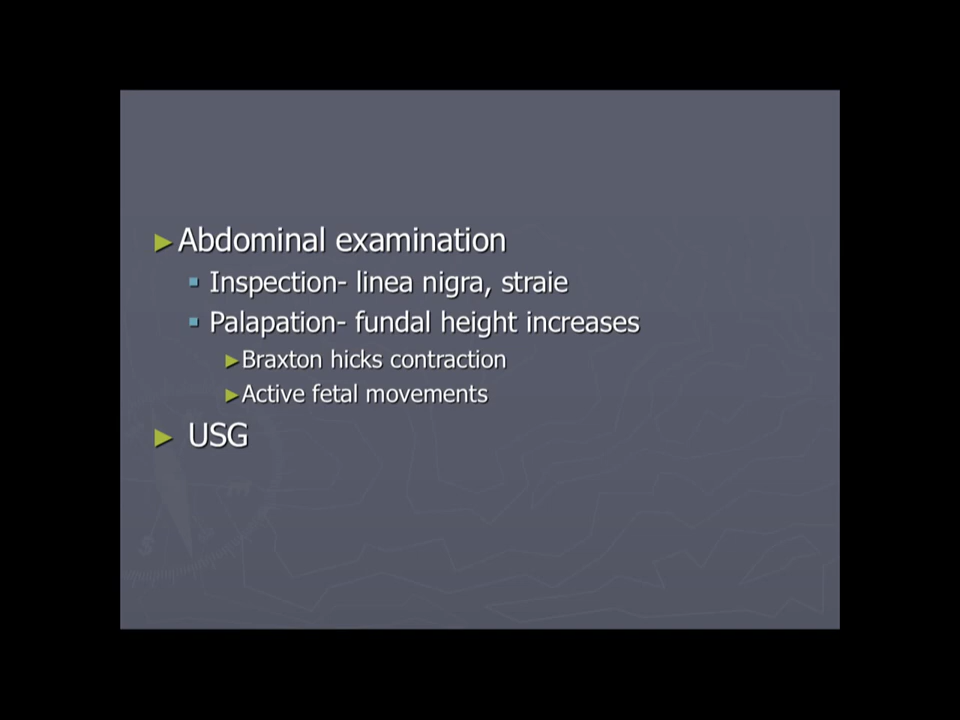 Abdominal examination
Inspection- linea nigra, straie
Palapation- fundal height increases
Braxton hicks contraction
Active fetal movements
USG